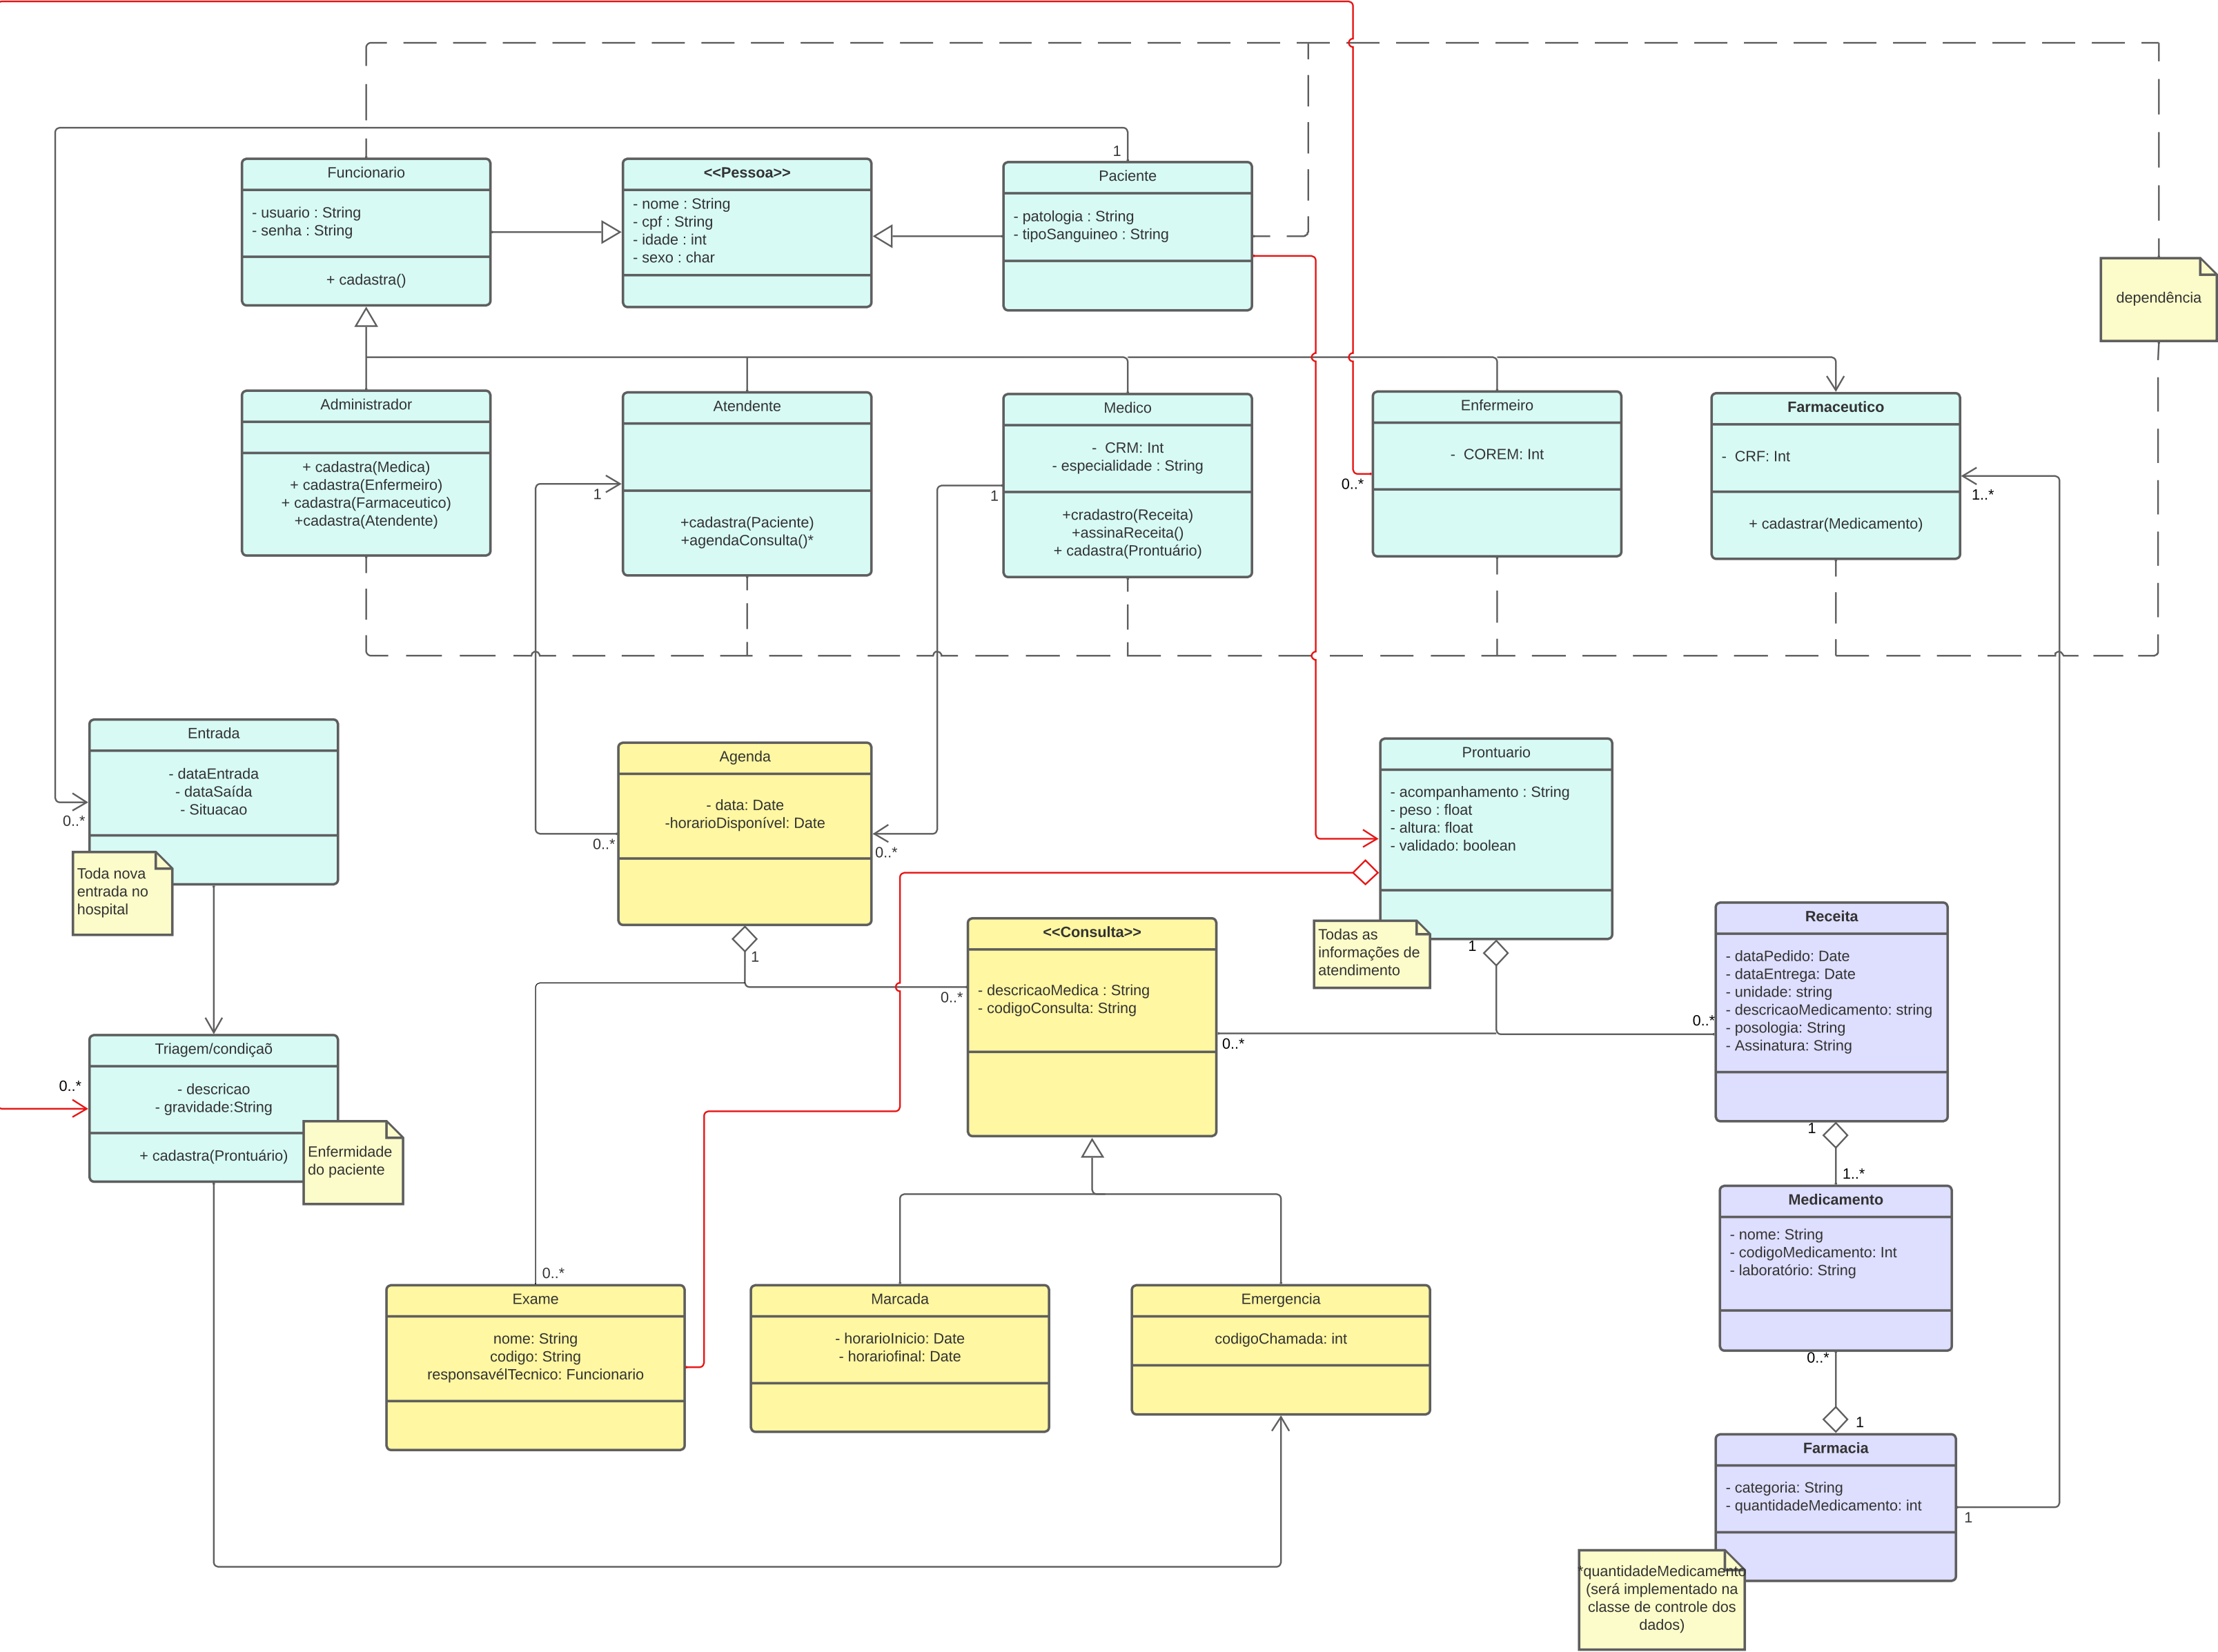 1
Funcionario
- usuario : String
- senha : String
+ cadastra()
<<Pessoa>>
- nome : String
- cpf : String
- idade : int
- sexo : char
Paciente
- patologia : String
- tipoSanguineo : String
dependência
Administrador
+ cadastra(Medica)
+ cadastra(Enfermeiro)
+ cadastra(Farmaceutico)
+cadastra(Atendente)
1
Atendente
+cadastra(Paciente)
+agendaConsulta()*
1
Medico
- CRM: Int
- especialidade : String
+cradastro(Receita)
+assinaReceita()
+ cadastra(Prontuário)
0..*
Enfermeiro
- COREM: Int
Farmaceutico
- CRF: Int
+ cadastrar(Medicamento)
1..*
Entrada
- dataEntrada
- dataSaída
- Situacao
0..*
Toda nova
entrada no
hospital
Agenda
- data: Date
-horarioDisponível: Date
0..*
0..*
1
Prontuario
- acompanhamento : String
- peso : float
- altura: float
- validado: boolean
Todas as
informações de
atendimento
1
<<Consulta>>
- descricaoMedica : String
- codigoConsulta: String
0..*
0..*
Receita
- dataPedido: Date
- dataEntrega: Date
- unidade: string
- descricaoMedicamento: string
- posologia: String
- Assinatura: String
0..*
1
1..*
Triagem/condiçaõ
- descricao
- gravidade:String
+ cadastra(Prontuário)
0..*
Enfermidade
do paciente
Medicamento
- nome: String
- codigoMedicamento: Int
- laboratório: String
0..*
1
0..*
Exame
nome: String
codigo: String
responsavélTecnico: Funcionario
Marcada
- horarioInicio: Date
- horariofinal: Date
Emergencia
codigoChamada: int
Farmacia
- categoria: String
- quantidadeMedicamento: int
1
*quantidadeMedicamento
(será implementado na
classe de controle dos
dados)